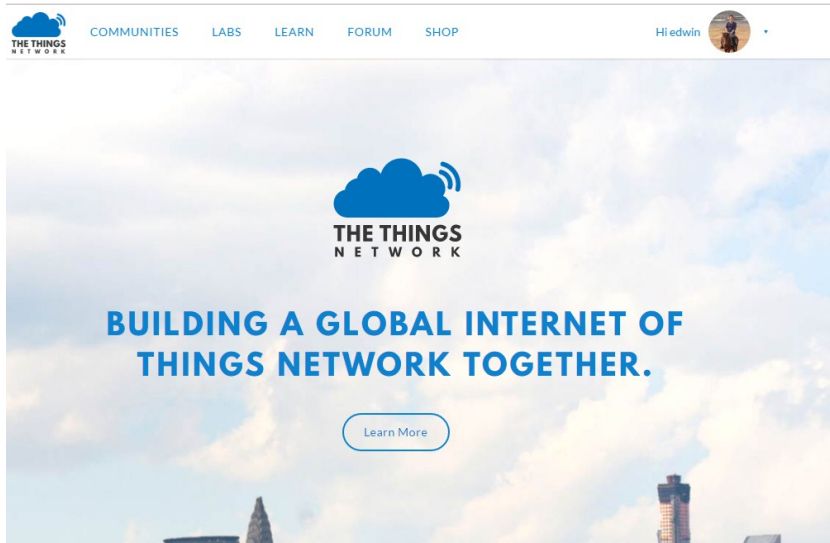 THE THINGS
NETWORK
COMMUNITIES LABS LEARN FORUM SHOP Hi edwin
THE THINGS
NETWORK
BUILDING A GLOBAL INTERNET OF
THINGS NETWORK TOGETHER.
Learn More